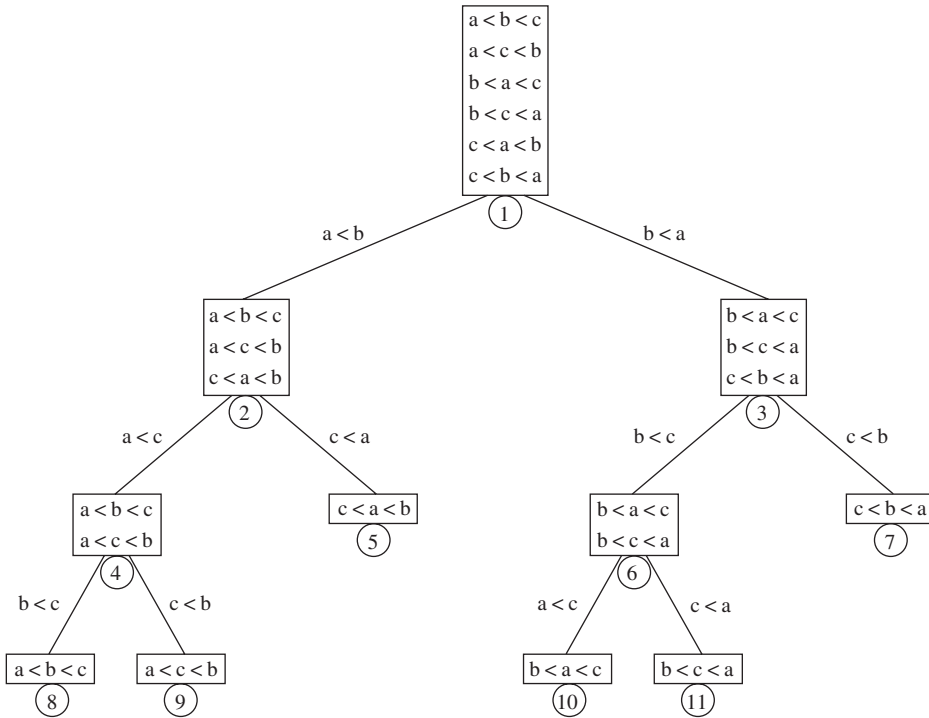 a < b < c
a < c < b
b < a < c
b < c < a
c < a < b
c < b < a
1
a < b
b < a
a < b < c
a < c < b
c < a < b
2
b < a < c
b < c < a
c < b < a
3
a < c
c < a
b < c
c < b
a < b < c
a < c < b
4
c < a < b
5
b < a < c
b < c < a
6
c < b < a
7
b < c
c < b
a < c
c < a
a < b < c
8
a < c < b
9
b < a < c
10
b < c < a
11